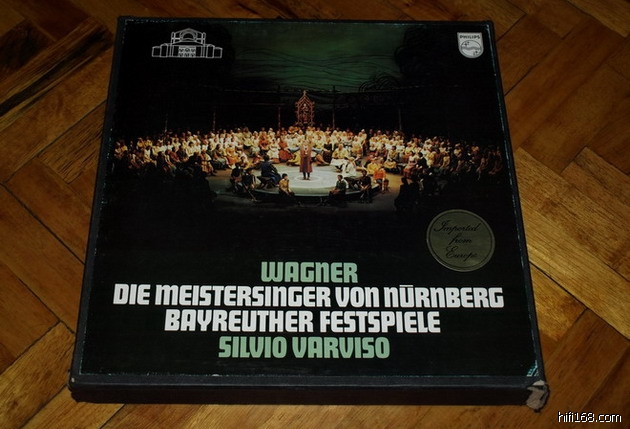 PHILIPS
Imported
from
Europe
WAGNER
DIE MEISTERSINGER VON NÜRNBERG
BAYREUTHER FESTSPIELE
SILVIO VARVISO
hifi168.com